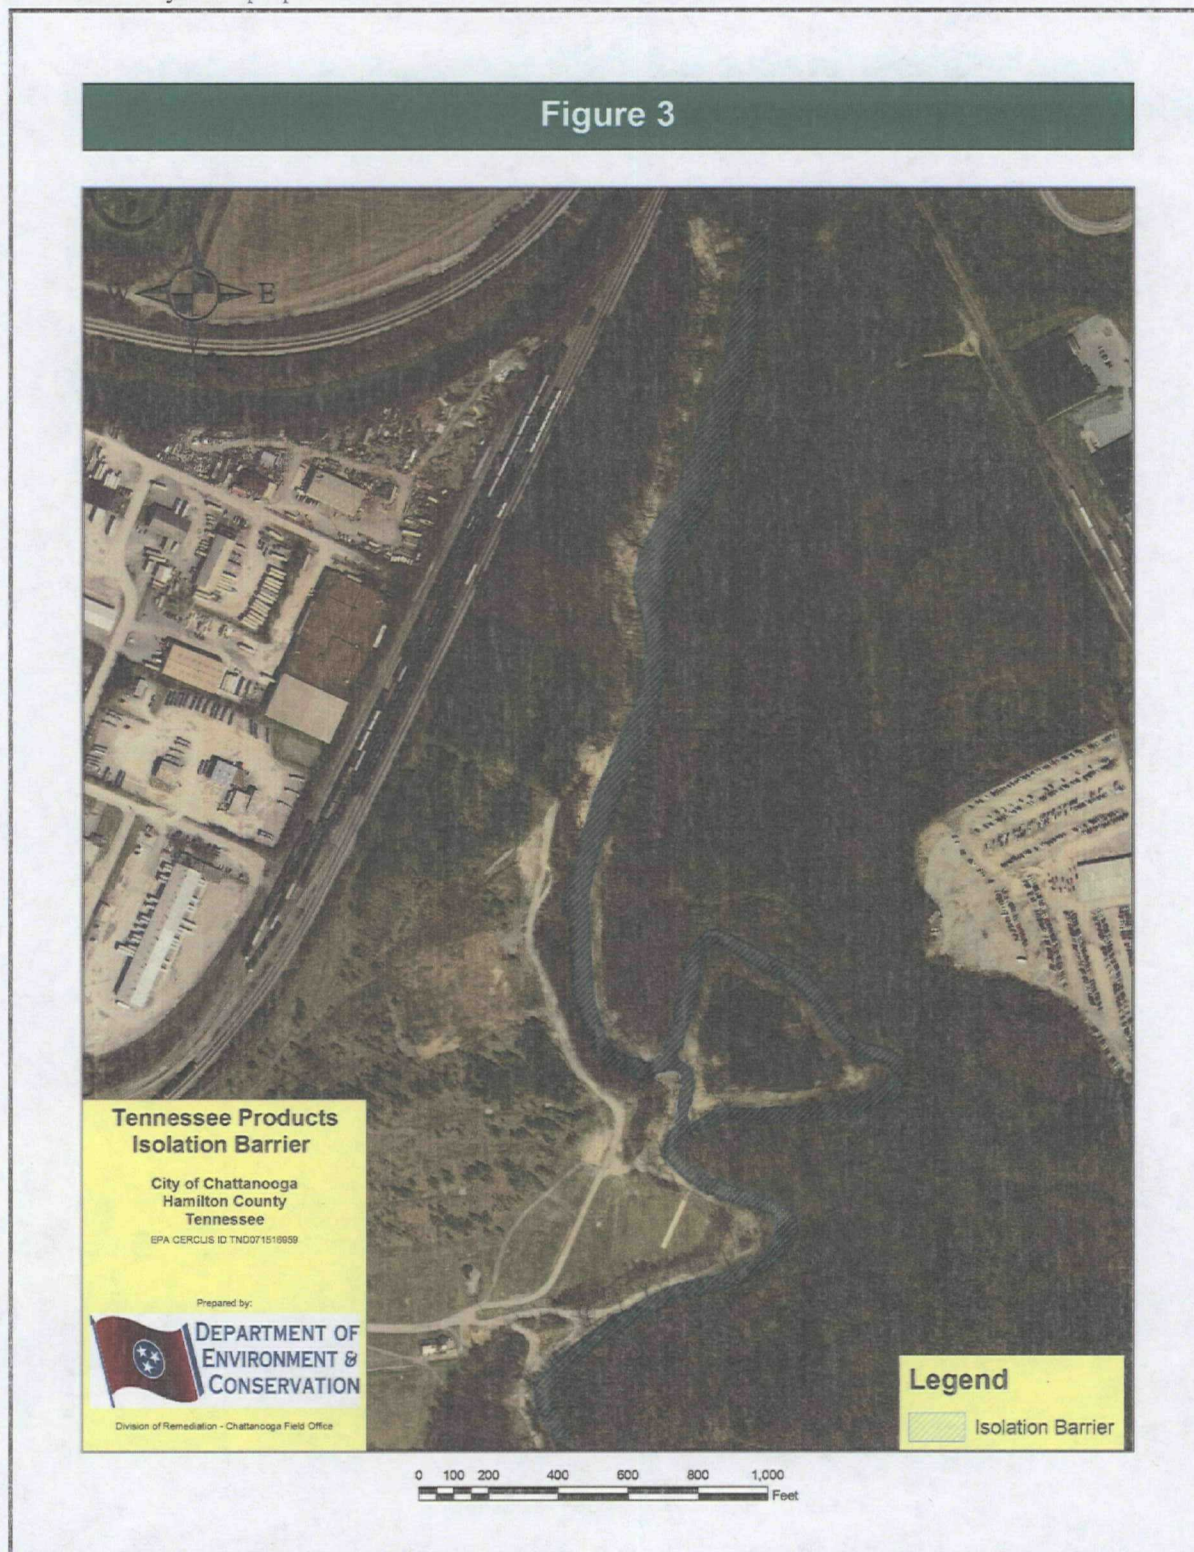 Figure 3
E
Tennessee Products
Isolation Barrier
City of Chattanooga
Hamilton County
Tennessee
EPA CERCLIS ID TND071516959
Prepared by:
DEPARTMENT OF
ENVIRONMENT &
CONSERVATION
Division of Remediation - Chattanooga Field Office
Legend
Isolation Barrier
0 100 200 400 600 800 1,000
Feet